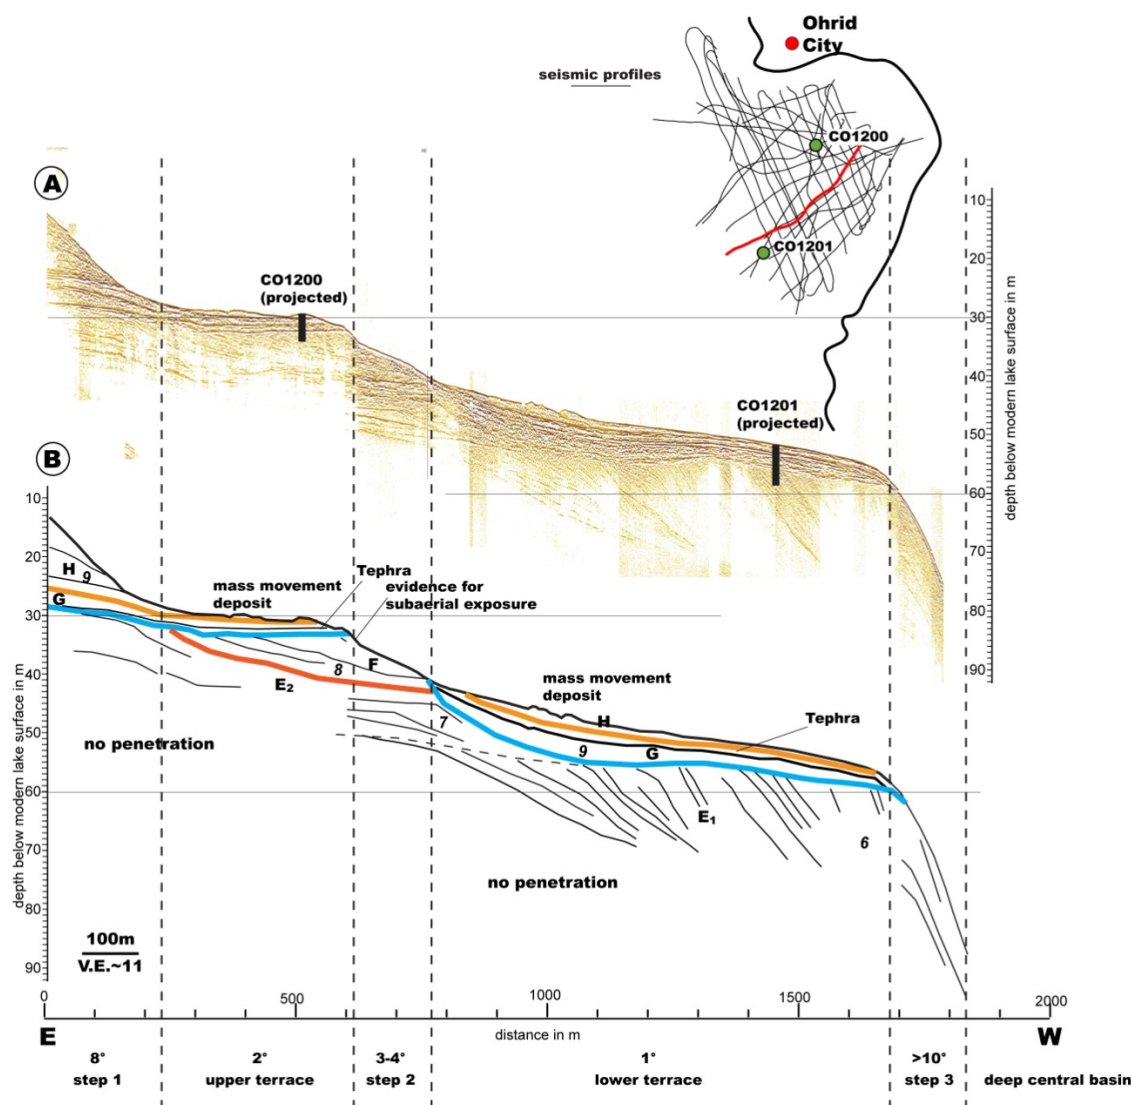 Ohrid
City
seismic profiles
CO1200
CO1201
A
CO1200
(projected)
CO1201
(projected)
10
20
30
40
50
60
70
80
90
depth below modern lake surface in m
B
10
20
30
40
50
60
70
80
90
depth below modern lake surface in m
H
9
G
mass movement
deposit
Tephra
evidence for
subaerial exposure
8
F
E₂
7
no penetration
mass movement
deposit
H
Tephra
9
G
E₁
6
no penetration
100m
V.E.~11
0
500
1000
1500
2000
E
distance in m
W
8°
2°
3-4°
1°
>10°
step 1
upper terrace
step 2
lower terrace
step 3
deep central basin